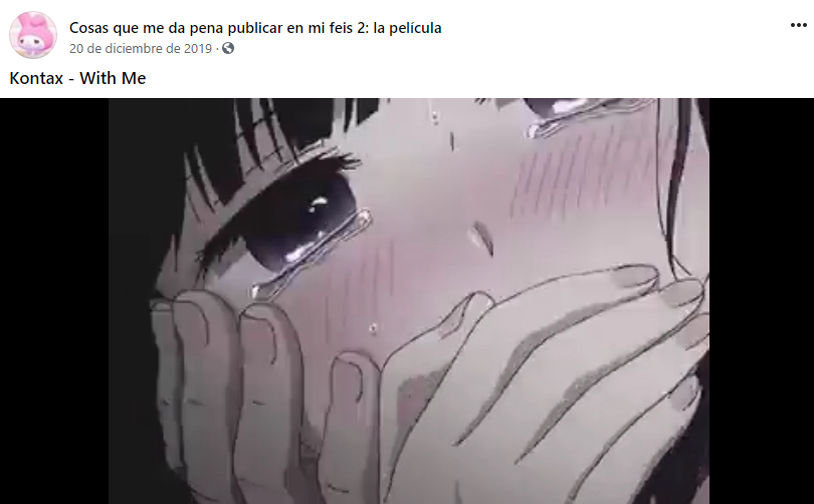 Cosas que me da pena publicar en mi feis 2: la película
20 de diciembre de 2019 ·
Kontax - With Me